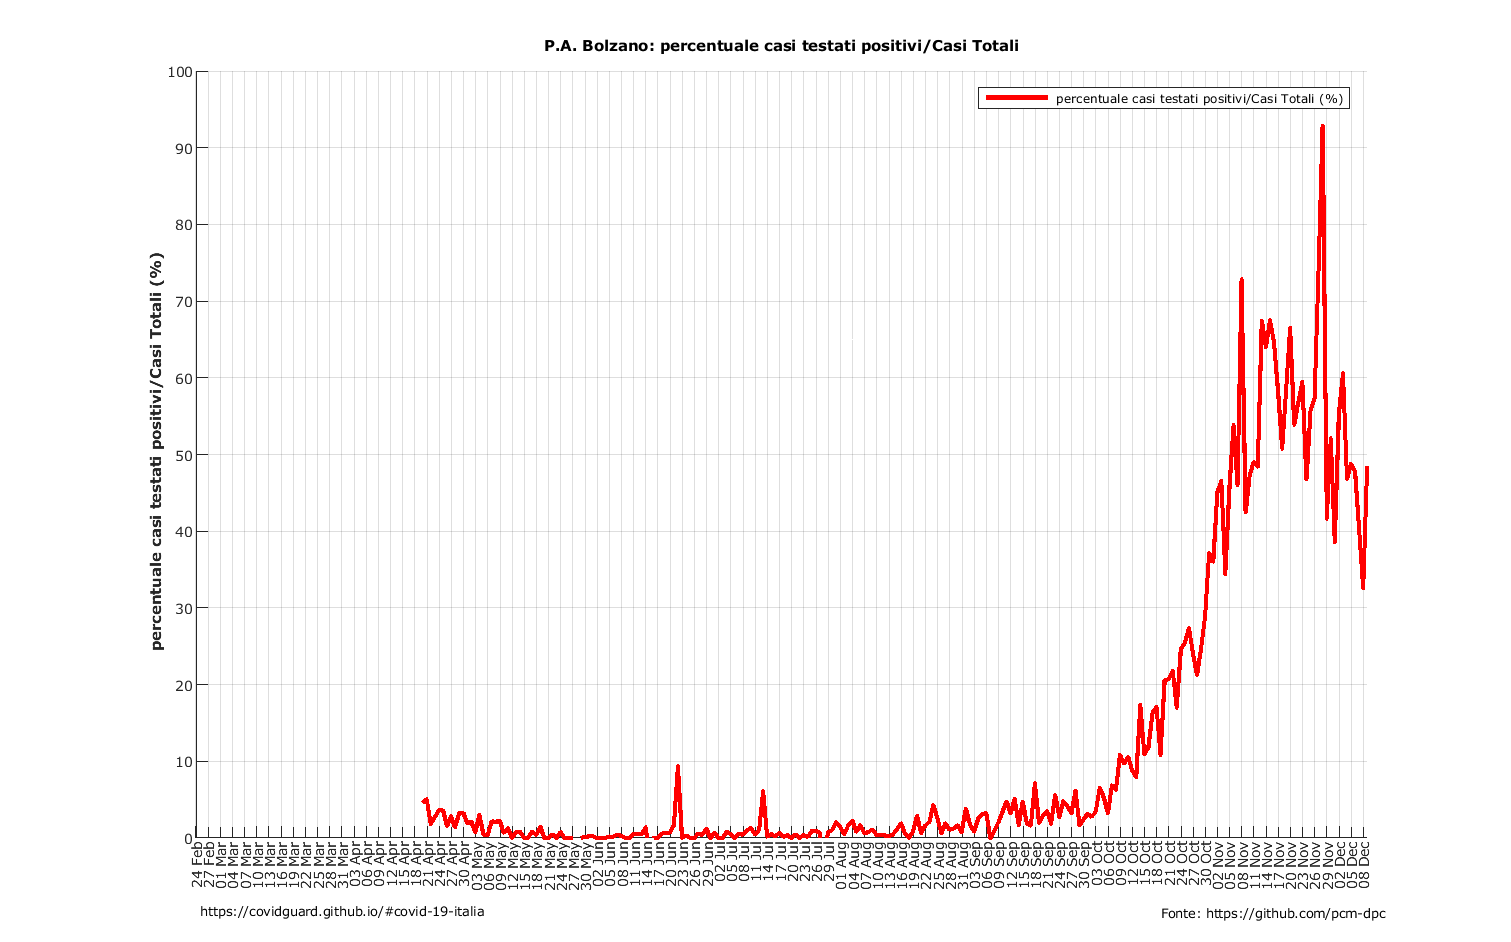 P.A. Bolzano: percentuale casi testati positivi/Casi Totali
percentuale casi testati positivi/Casi Totali (%)
percentuale casi testati positivi/Casi Totali (%)
100
90
80
70
60
50
40
30
20
10
0
24 Feb
27 Feb
01 Mar
04 Mar
07 Mar
10 Mar
13 Mar
16 Mar
19 Mar
22 Mar
25 Mar
28 Mar
31 Mar
03 Apr
06 Apr
09 Apr
12 Apr
15 Apr
18 Apr
21 Apr
24 Apr
27 Apr
30 Apr
03 May
06 May
09 May
12 May
15 May
18 May
21 May
24 May
27 May
30 May
02 Jun
05 Jun
08 Jun
11 Jun
14 Jun
17 Jun
20 Jun
23 Jun
26 Jun
29 Jun
02 Jul
05 Jul
08 Jul
11 Jul
14 Jul
17 Jul
20 Jul
23 Jul
26 Jul
29 Jul
01 Aug
04 Aug
07 Aug
10 Aug
13 Aug
16 Aug
19 Aug
22 Aug
25 Aug
28 Aug
31 Aug
03 Sep
06 Sep
09 Sep
12 Sep
15 Sep
18 Sep
21 Sep
24 Sep
27 Sep
30 Sep
03 Oct
06 Oct
09 Oct
12 Oct
15 Oct
18 Oct
21 Oct
24 Oct
27 Oct
30 Oct
02 Nov
05 Nov
08 Nov
11 Nov
14 Nov
17 Nov
20 Nov
23 Nov
26 Nov
29 Nov
02 Dec
05 Dec
08 Dec
https://covidguard.github.io/#covid-19-italia
Fonte: https://github.com/pcm-dpc